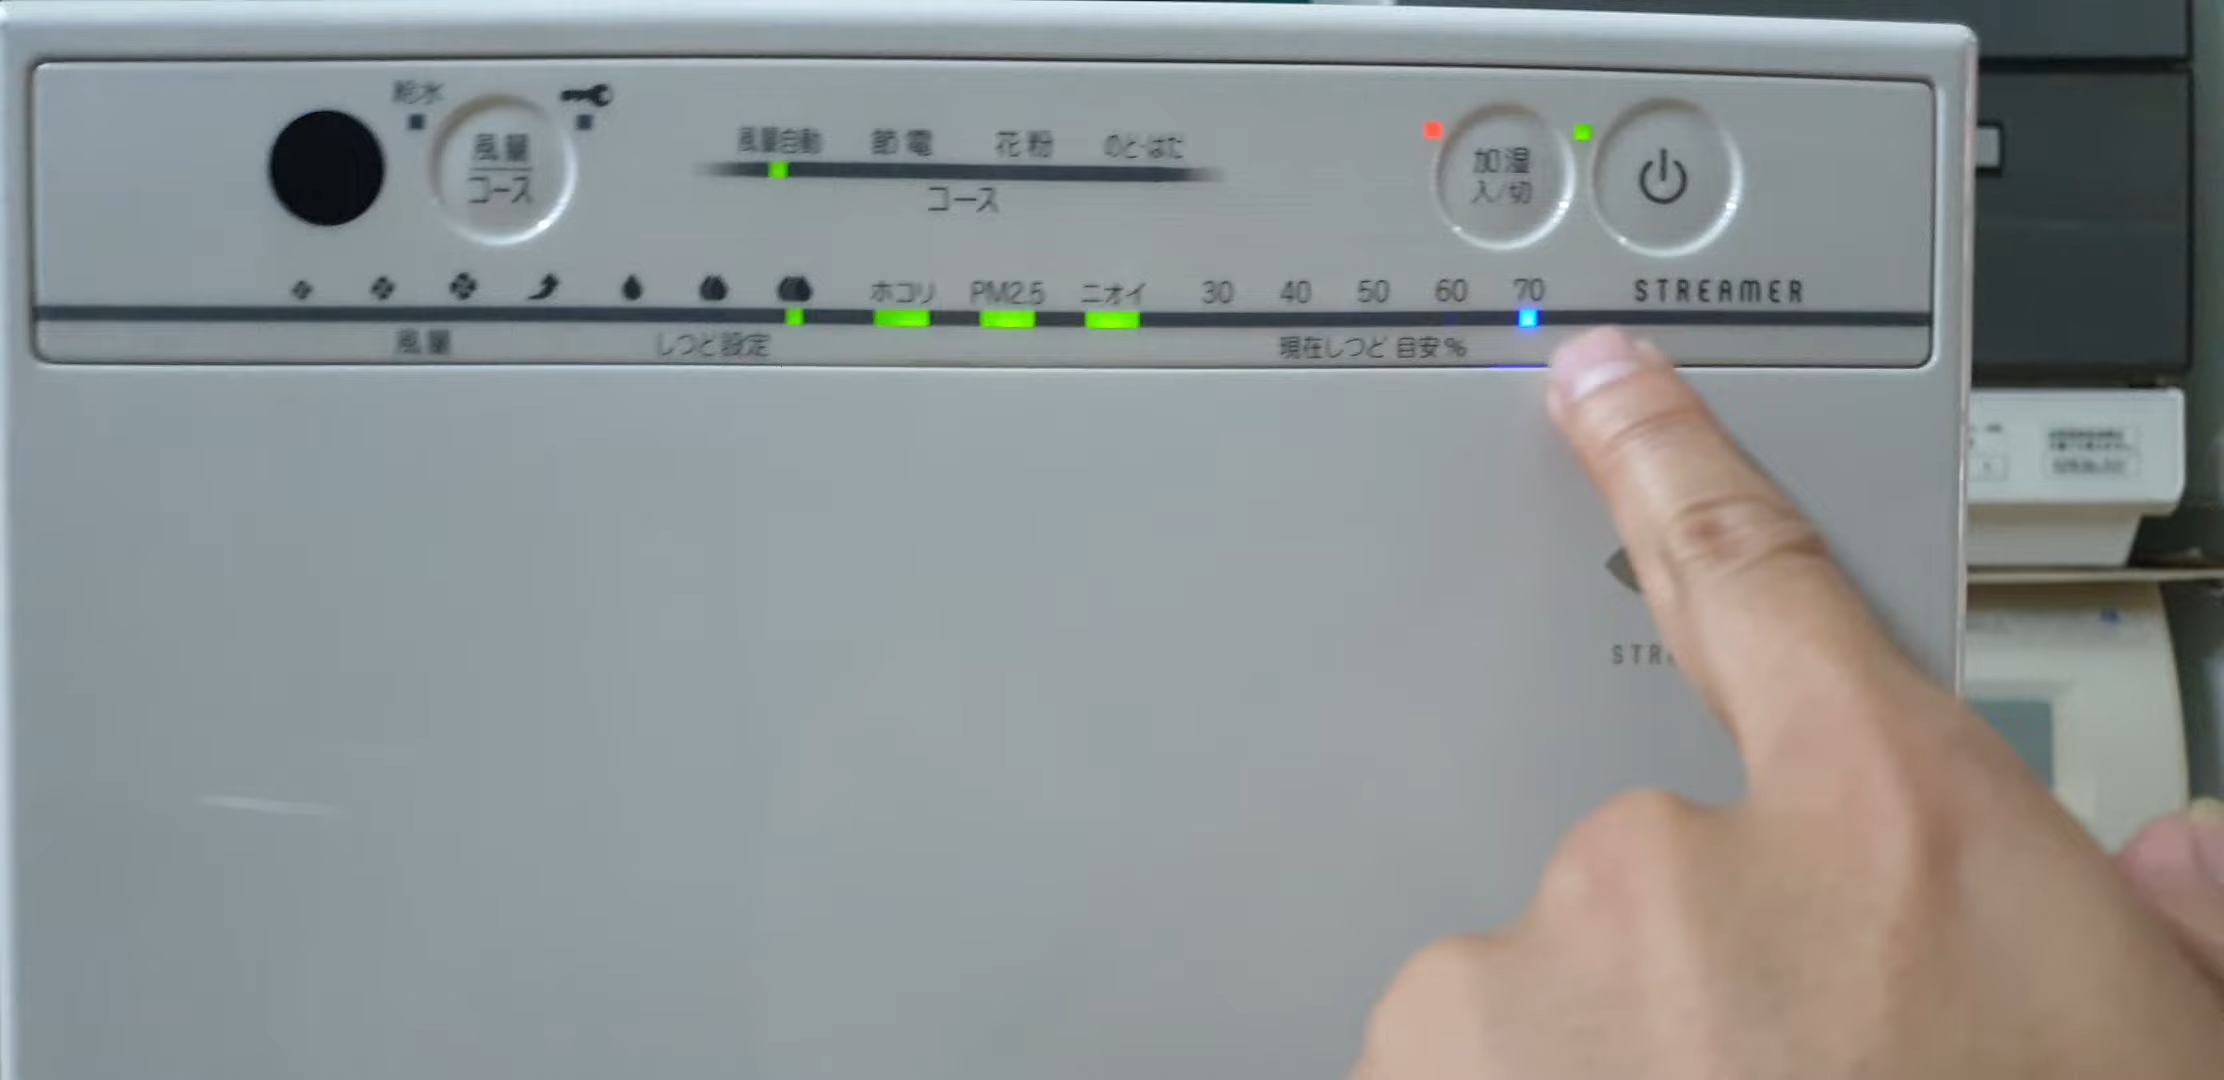 給水
風量
コース
風量自動 節電 花粉 のど・はだ
コース
加湿
入/切
ホコリ PM2.5 ニオイ 30 40 50 60 70 STREAMER
風量 しつど設定 現在しつど 目安%
STR